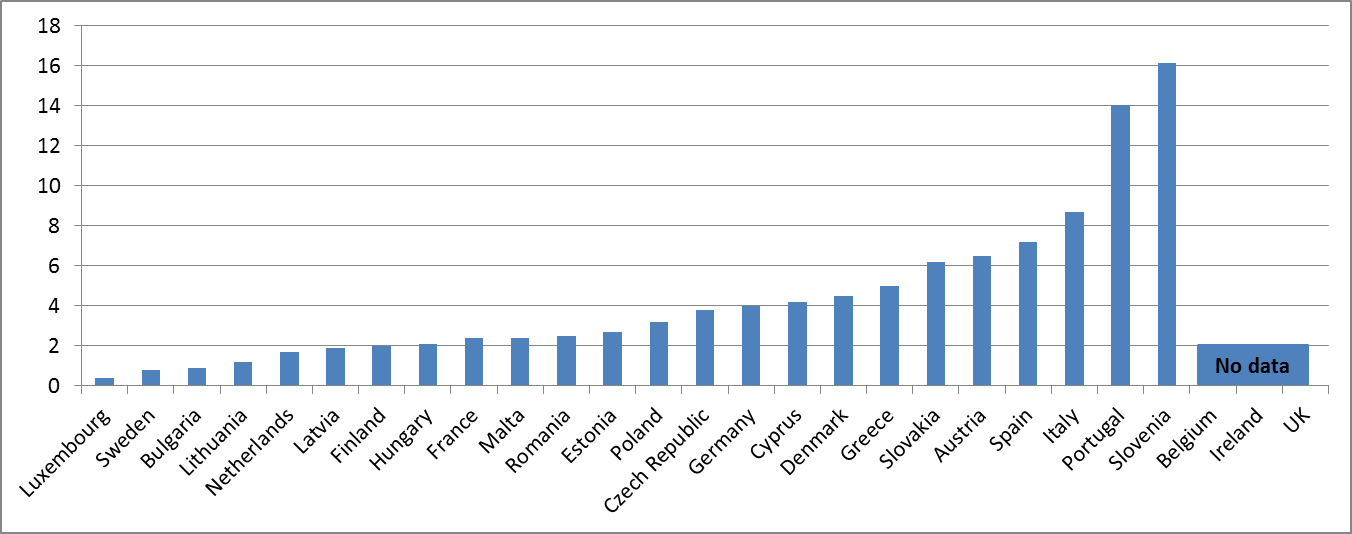 18
16
14
12
10
8
6
4
2
0
No data
Luxembourg
Sweden
Bulgaria
Lithuania
Netherlands
Latvia
Finland
Hungary
France
Malta
Romania
Estonia
Poland
Czech Republic
Germany
Cyprus
Denmark
Greece
Slovakia
Austria
Spain
Italy
Portugal
Slovenia
Belgium
Ireland
UK